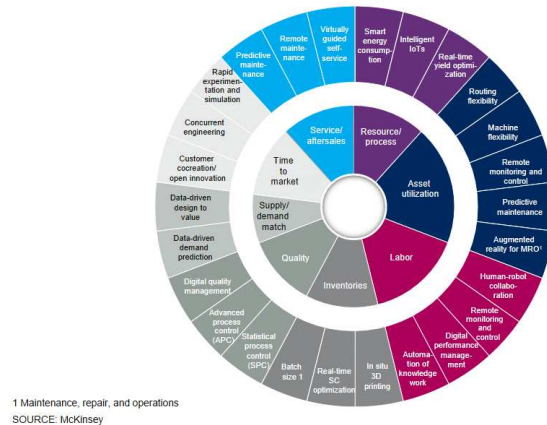 Smart
energy
consump-
tion
Intelligent
IoTs
Real-time
yield optimi-
zation
Routing
flexibility
Machine
flexibility
Remote
monitoring and
control
Predictive
maintenance
Augmented
reality for MRO¹
Human-robot
collabo-
ration
Remote
monitoring
and control
Digital
performance
manage-
ment
Automa-
tion of
knowledge
work
In situ
3D
printing
Real-time
SC
optimization
Batch
size 1
Statistical
process
control
(SPC)
Advanced
process
control
(APC)
Digital quality
management
Data-driven
demand
prediction
Data-driven
design to
value
Customer
cocreation/
open innovation
Concurrent
engineering
Rapid
experimen-
tation and
simulation
Predictive
mainte-
nance
Remote
mainte-
nance
Virtually
guided
self-
service
Resource/
process
Asset
utilization
Labor
Inventories
Quality
Supply/
demand
match
Time
to
market
Service/
aftersales
1 Maintenance, repair, and operations
SOURCE: McKinsey